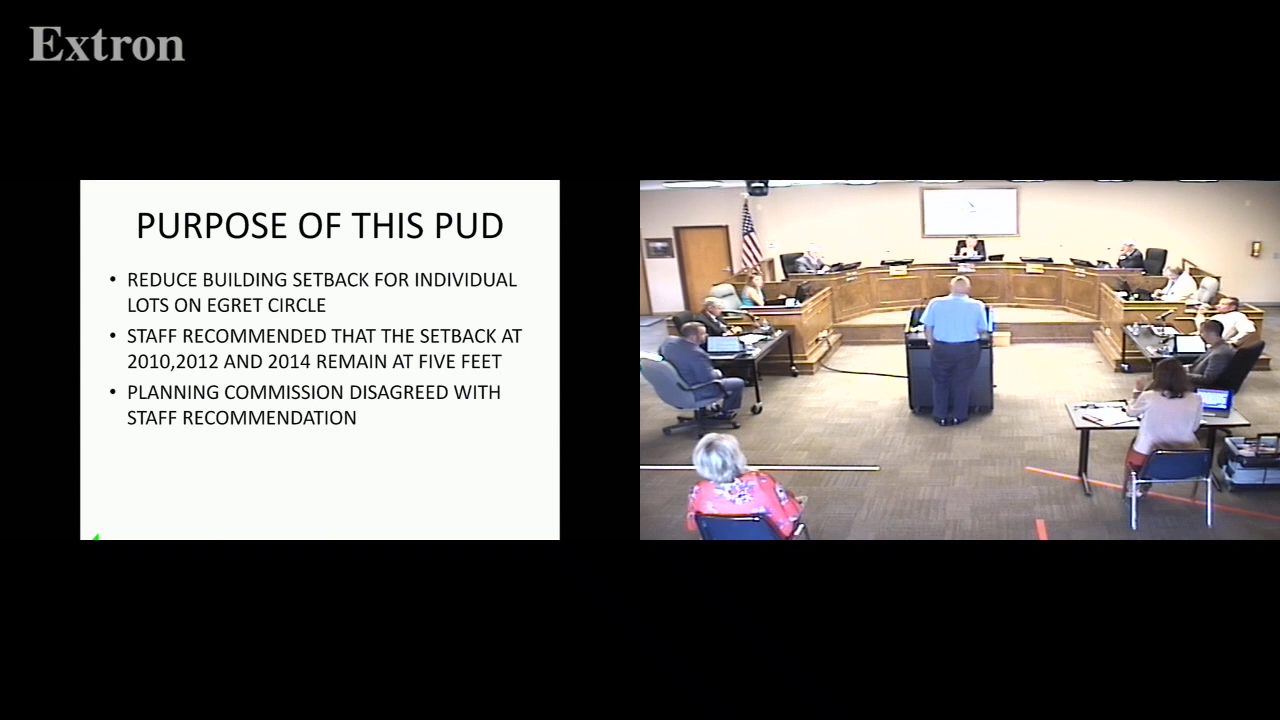 Extron
PURPOSE OF THIS PUD
• REDUCE BUILDING SETBACK FOR INDIVIDUAL
LOTS ON EGRET CIRCLE
• STAFF RECOMMENDED THAT THE SETBACK AT
2010,2012 AND 2014 REMAIN AT FIVE FEET
• PLANNING COMMISSION DISAGREED WITH
STAFF RECOMMENDATION